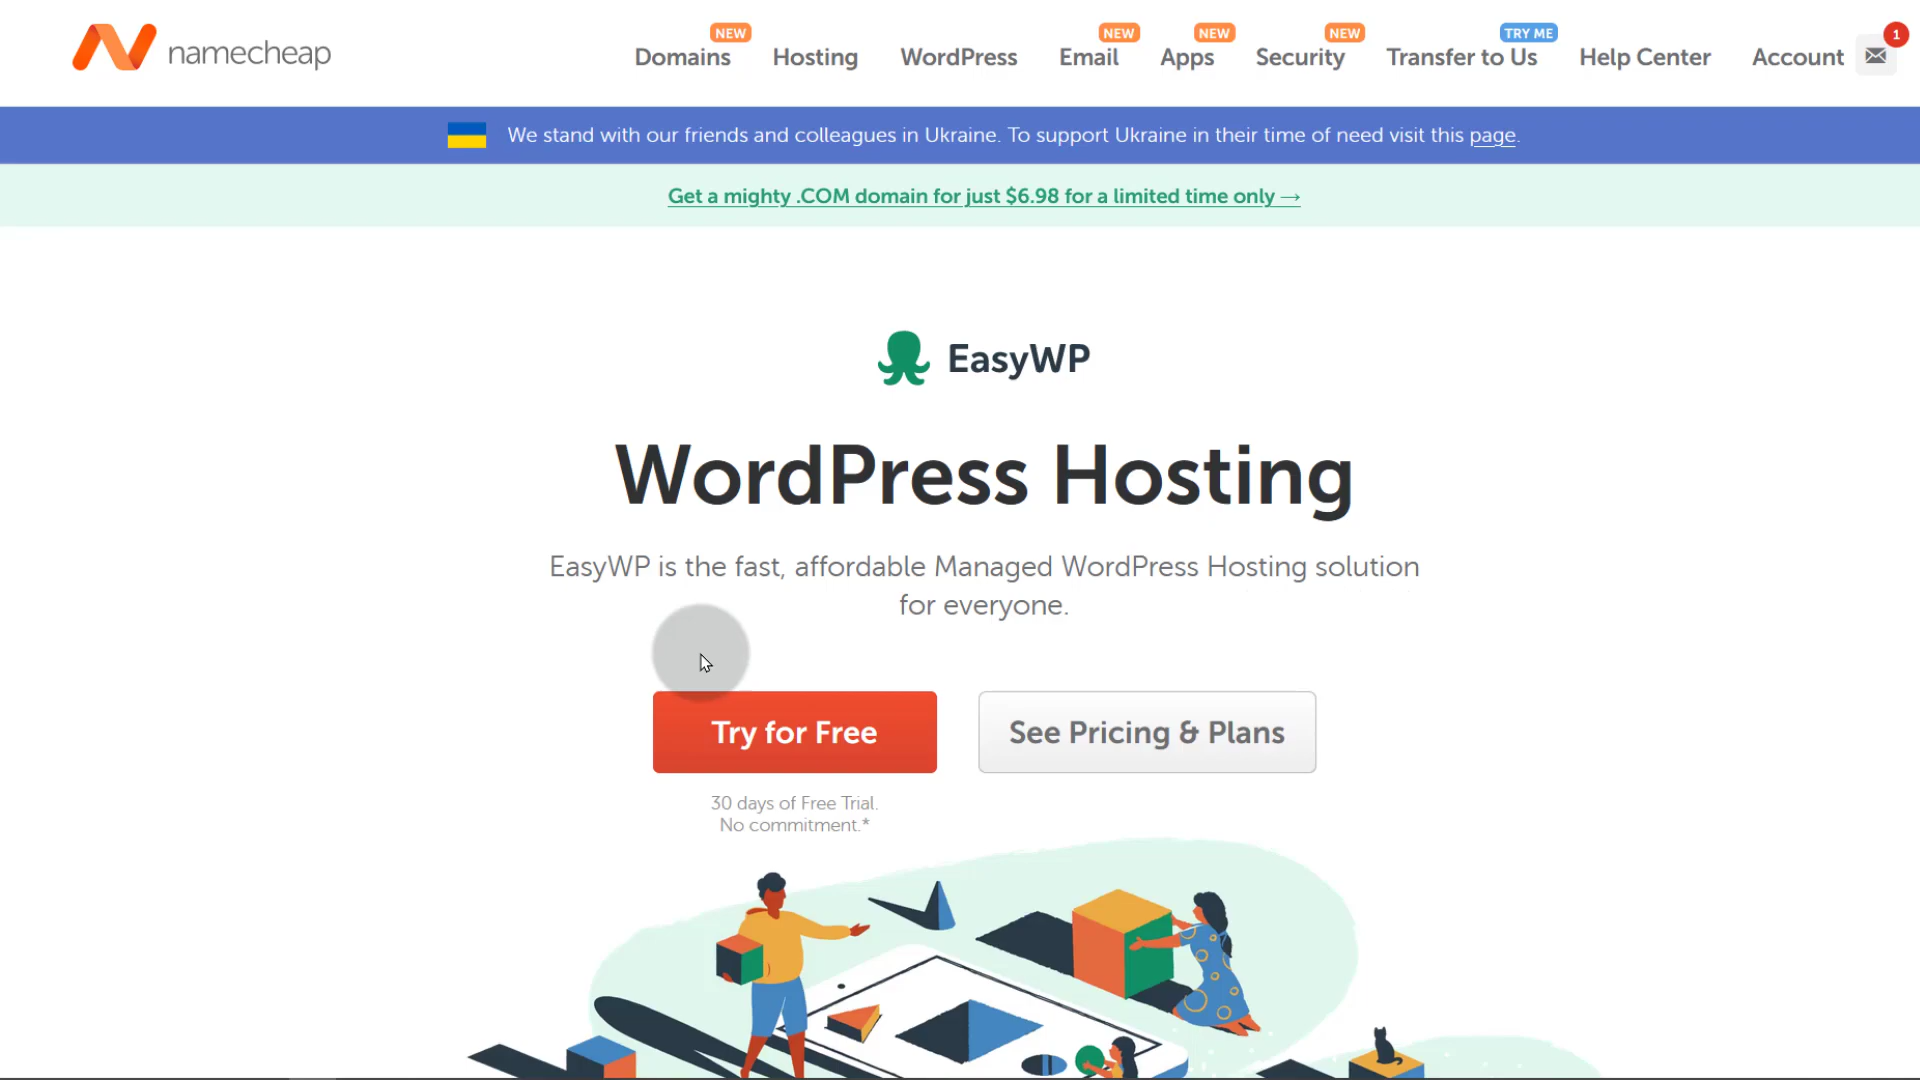 namecheap
NEW NEW NEW NEW TRY ME 1
Domains Hosting WordPress Email Apps Security Transfer to Us Help Center Account
We stand with our friends and colleagues in Ukraine. To support Ukraine in their time of need visit this page.
Get a mighty .COM domain for just $6.98 for a limited time only →
EasyWP
WordPress Hosting
EasyWP is the fast, affordable Managed WordPress Hosting solution
for everyone.
Try for Free
See Pricing & Plans
30 days of Free Trial.
No commitment.*